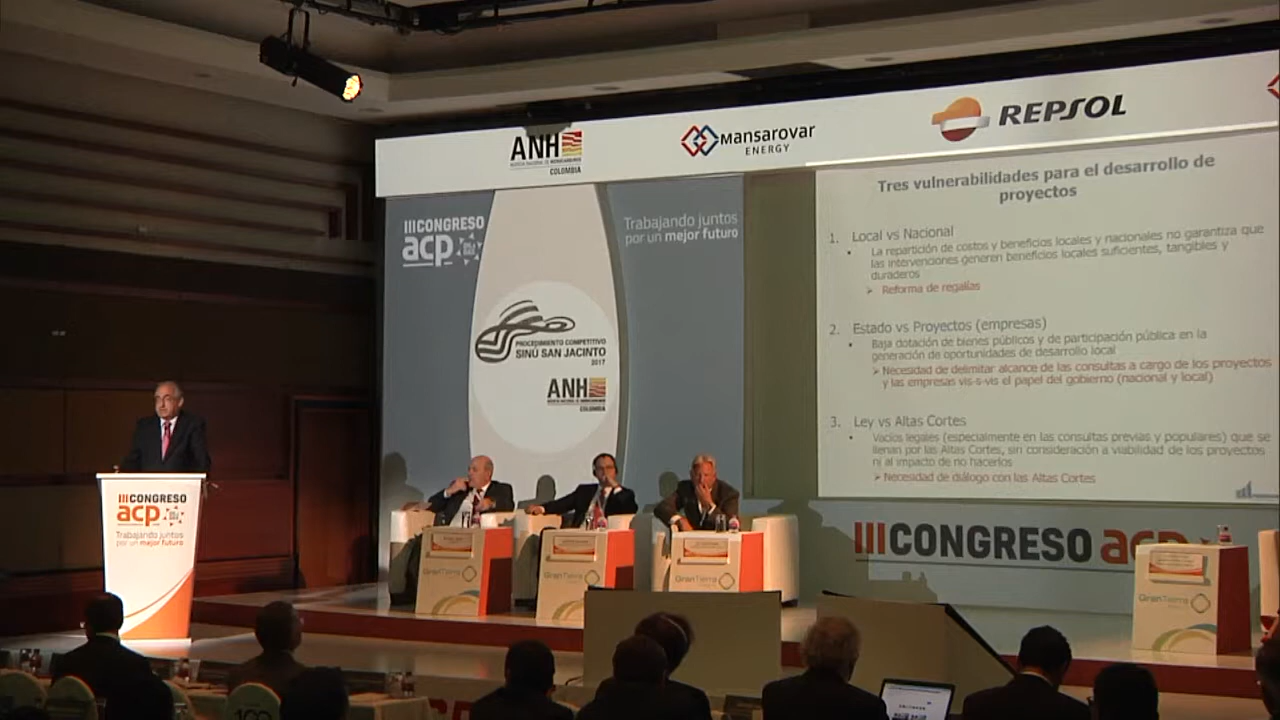 ANH
COLOMBIA
MANSAROVAR
ENERGY
REPSOL
III CONGRESO
acp
Trabajando juntos
por un mejor futuro
PROCEDIMIENTO COMPETITIVO
SINÚ SAN JACINTO
2017
ANH
COLOMBIA
Tres vulnerabilidades para el desarrollo de
proyectos
1. Local vs Nacional
• La repartición de costos y beneficios locales y nacionales no garantiza que
las intervenciones generen beneficios locales suficientes, tangibles y
duraderos
➢ Reforma de regalías
2. Estado vs Proyectos (empresas)
• Baja dotación de bienes públicos y de participación pública en la
generación de oportunidades de desarrollo local
➢ Necesidad de delimitar alcance de las consultas a cargo de los proyectos
y las empresas vis-s-vis el papel del gobierno (nacional y local)
3. Ley vs Altas Cortes
• Vacíos legales (especialmente en las consultas previas y populares) que se
llenan por las Altas Cortes, sin consideración a viabilidad de los proyectos
ni al impacto de no hacerlos
➢ Necesidad de diálogo con las Altas Cortes
III CONGRESO acp
III CONGRESO
acp
Trabajando juntos
por un mejor futuro
GranTierra
GranTierra
GranTierra
GranTierra